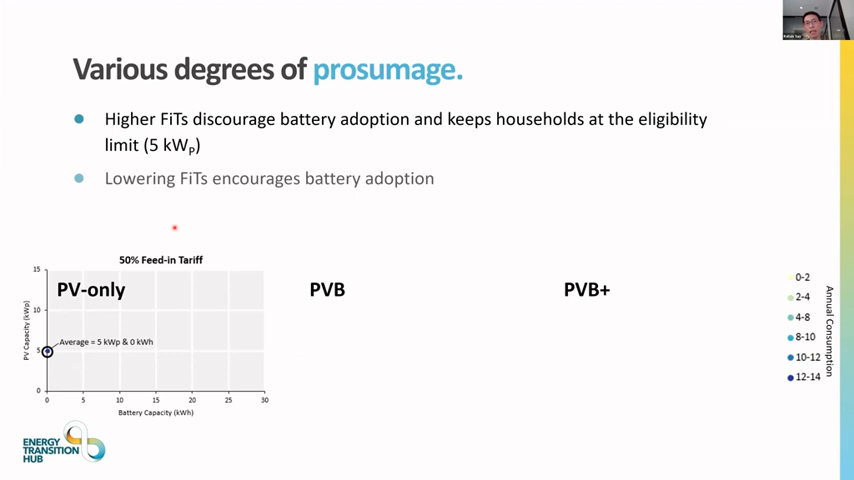 Various degrees of prosumage.
Higher FiTs discourage battery adoption and keeps households at the eligibility
limit (5 kWP)
Lowering FiTs encourages battery adoption
50% Feed-in Tariff
PV-only
PVB
PVB+
15
10
5
0
PV Capacity (kWp)
Average = 5 kWp & 0 kWh
0 5 10 15 20 25 30
Battery Capacity (kWh)
0-2
2-4
4-8
8-10
10-12
12-14
Annual Consumption
ENERGY
TRANSITION
HUB